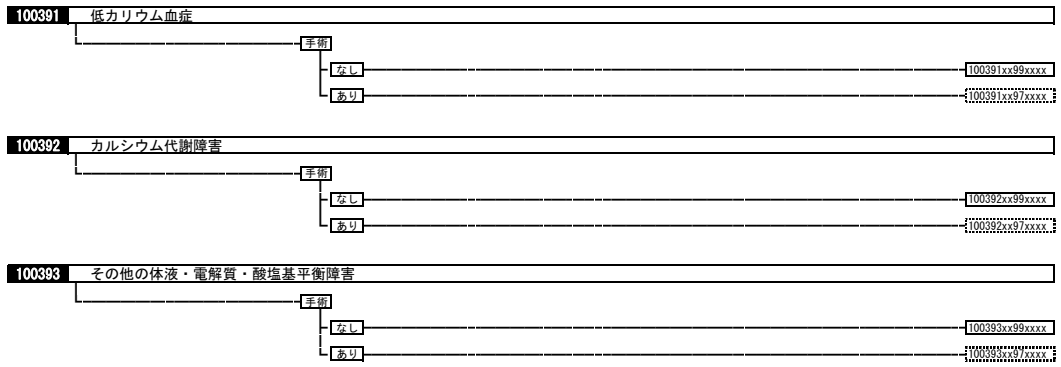 100391 低カリウム血症
手術
なし 100391xx99xxxx
あり 100391xx97xxxx
100392 カルシウム代謝障害
手術
なし 100392xx99xxxx
あり 100392xx97xxxx
100393 その他の体液・電解質・酸塩基平衡障害
手術
なし 100393xx99xxxx
あり 100393xx97xxxx